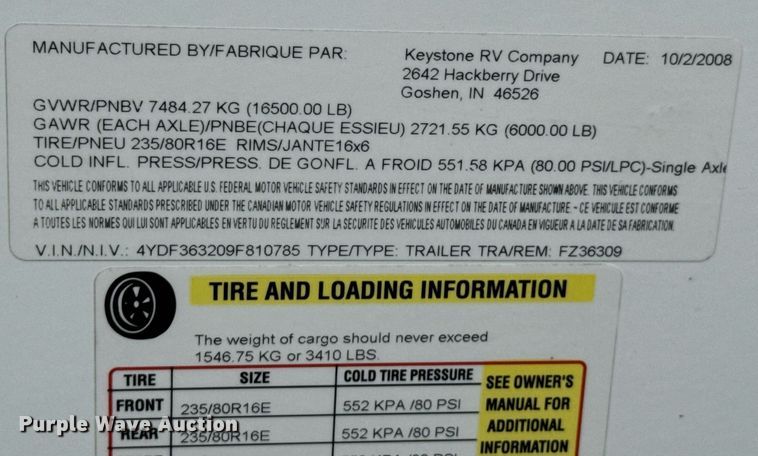 MANUFACTURED BY/FABRIQUE PAR: Keystone RV Company DATE: 10/2/2008
2642 Hackberry Drive
Goshen, IN 46526
GVWR/PNBV 7484.27 KG (16500.00 LB)
GAWR (EACH AXLE)/PNBE(CHAQUE ESSIEU) 2721.55 KG (6000.00 LB)
TIRE/PNEU 235/80R16E RIMS/JANTE16x6
COLD INFL. PRESS/PRESS. DE GONFL. A FROID 551.58 KPA (80.00 PSI/LPC)-Single Axle
THIS VEHICLE CONFORMS TO ALL APPLICABLE U.S. FEDERAL MOTOR VEHICLE SAFETY STANDARDS IN EFFECT ON THE DATE OF MANUFACTURE SHOWN ABOVE. THIS VEHICLE CONFORMS
TO ALL APPLICABLE STANDARDS PRESCRIBED UNDER THE CANADIAN MOTOR VEHICLE SAFETY REGULATIONS IN EFFECT ON THE DATE OF MANUFACTURE. - CE VEHICULE EST CONFORME
A TOUTES LES NORMES QUI LUI SONT APPLICABLES EN VERTU DU REGLEMENT SUR LA SECURITE DES VEHICULES AUTOMOBILES DU CANADA EN VIGUEUR A LA DATE DE SA FABRICATION.
V.I.N./N.I.V.: 4YDF363209F810785 TYPE/TYPE: TRAILER TRA/REM: FZ36309
TIRE AND LOADING INFORMATION
The weight of cargo should never exceed
1546.75 KG or 3410 LBS.
TIRE SIZE COLD TIRE PRESSURE
FRONT 235/80R16E 552 KPA /80 PSI
REAR 235/80R16E 552 KPA /80 PSI
SEE OWNER'S
MANUAL FOR
ADDITIONAL
INFORMATION
Purple Wave Auction